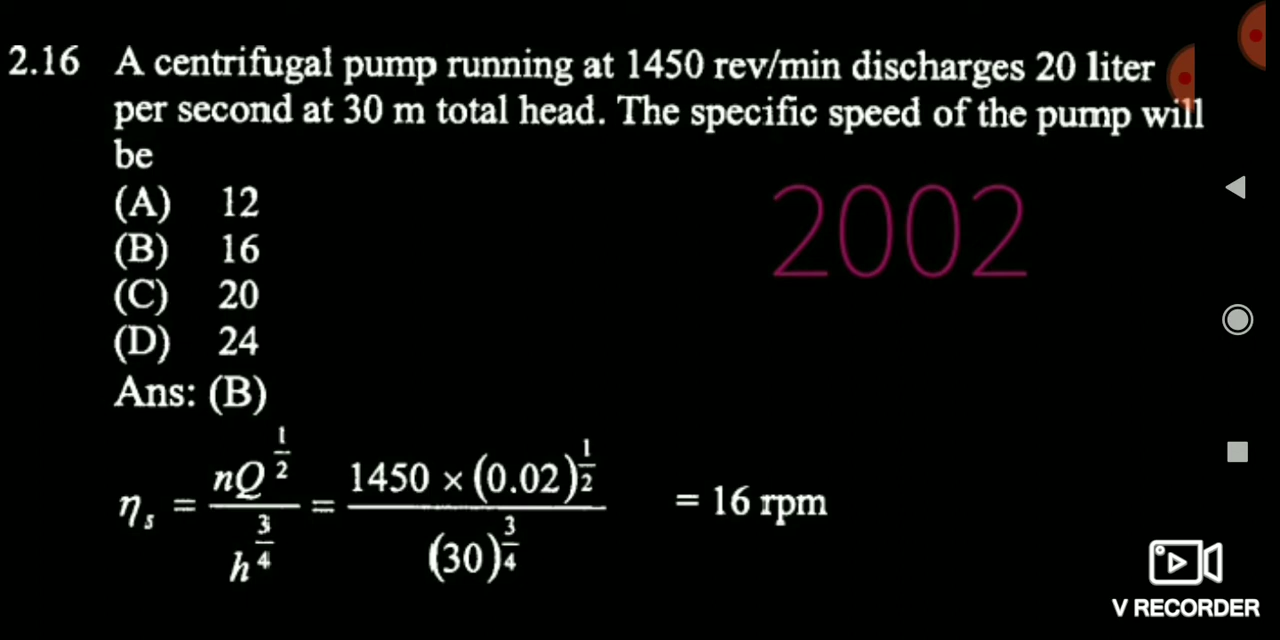 2.16 A centrifugal pump running at 1450 rev/min discharges 20 liter
per second at 30 m total head. The specific speed of the pump will
be
(A) 12
(B) 16
(C) 20
(D) 24
2002
Ans: (B)
η_s = nQ^(1/2) / h^(3/4) = 1450 × (0.02)^(1/2) / (30)^(3/4) = 16 rpm
V RECORDER